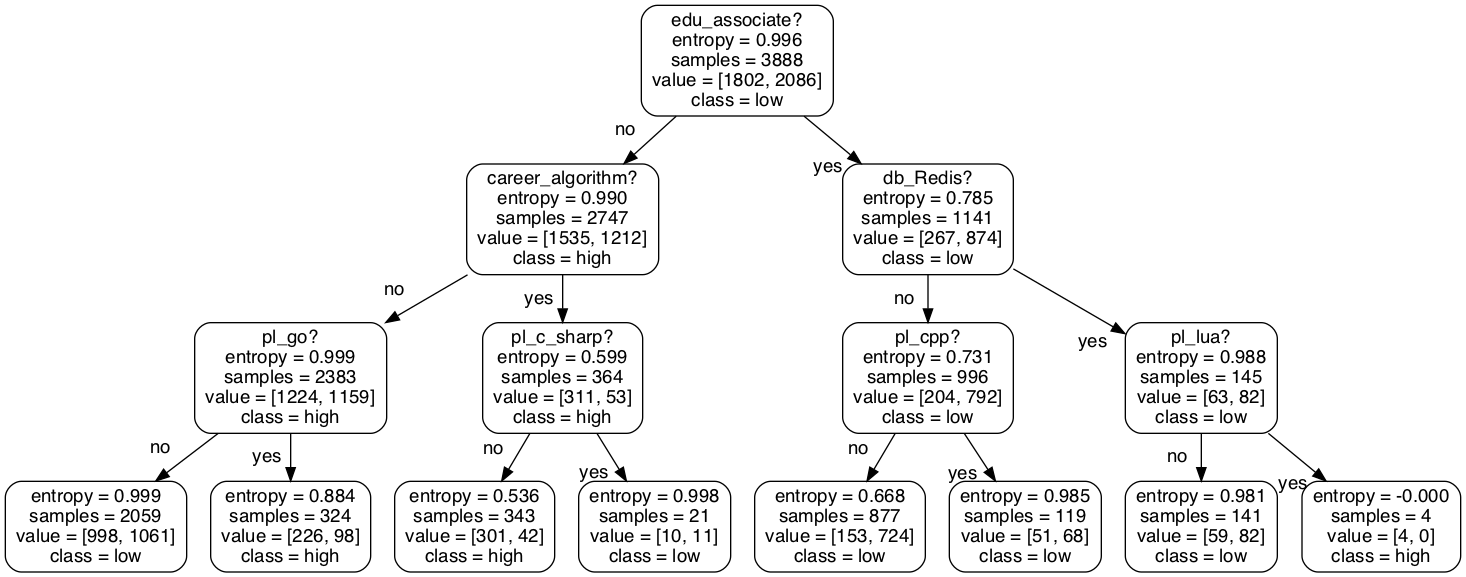 edu_associate?
entropy = 0.996
samples = 3888
value = [1802, 2086]
class = low
no
yes
career_algorithm?
entropy = 0.990
samples = 2747
value = [1535, 1212]
class = high
db_Redis?
entropy = 0.785
samples = 1141
value = [267, 874]
class = low
no
yes
no
yes
pl_go?
entropy = 0.999
samples = 2383
value = [1224, 1159]
class = high
pl_c_sharp?
entropy = 0.599
samples = 364
value = [311, 53]
class = high
pl_cpp?
entropy = 0.731
samples = 996
value = [204, 792]
class = low
pl_lua?
entropy = 0.988
samples = 145
value = [63, 82]
class = low
no
yes
no
yes
no
yes
no
yes
entropy = 0.999
samples = 2059
value = [998, 1061]
class = low
entropy = 0.884
samples = 324
value = [226, 98]
class = high
entropy = 0.536
samples = 343
value = [301, 42]
class = high
entropy = 0.998
samples = 21
value = [10, 11]
class = low
entropy = 0.668
samples = 877
value = [153, 724]
class = low
entropy = 0.985
samples = 119
value = [51, 68]
class = low
entropy = 0.981
samples = 141
value = [59, 82]
class = low
entropy = -0.000
samples = 4
value = [4, 0]
class = high